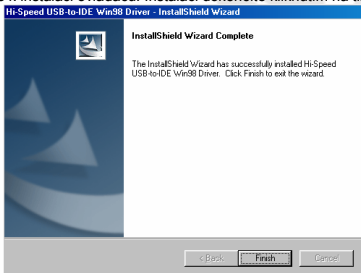 Hi-Speed USB-to-IDE Win98 Driver - InstallShield Wizard
InstallShield Wizard Complete
The InstallShield Wizard has successfully installed Hi-Speed
USB-to-IDE Win98 Driver. Click Finish to exit the wizard.
< Back
Finish
Cancel